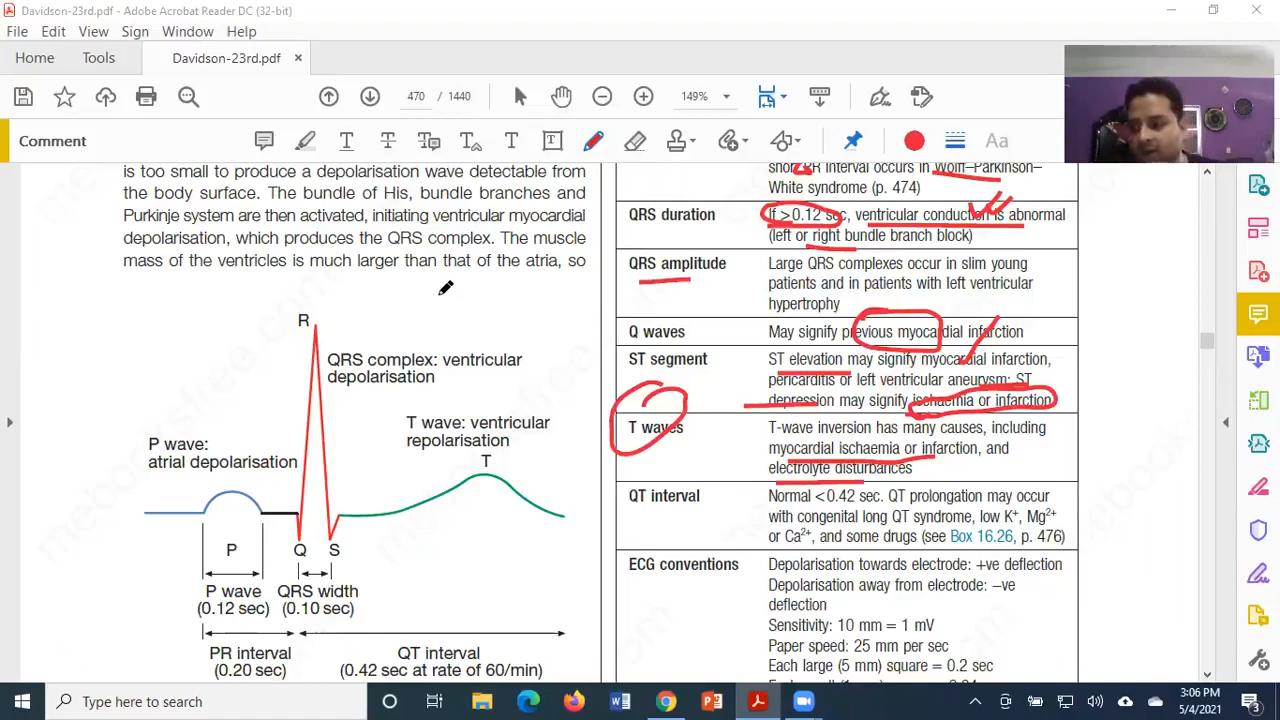 Davidson-23rd.pdf - Adobe Acrobat Reader DC (32-bit)
File Edit View Sign Window Help
Home Tools Davidson-23rd.pdf ×
470 / 1440 149%
Comment
is too small to produce a depolarisation wave detectable from
the body surface. The bundle of His, bundle branches and
Purkinje system are then activated, initiating ventricular myocardial
depolarisation, which produces the QRS complex. The muscle
mass of the ventricles is much larger than that of the atria, so
R
QRS complex: ventricular
depolarisation
T wave: ventricular
repolarisation
P wave:
atrial depolarisation
T
P
Q
S
P wave
(0.12 sec)
QRS width
(0.10 sec)
PR interval
(0.20 sec)
QT interval
(0.42 sec at rate of 60/min)
short PR interval occurs in Wolff–Parkinson–
White syndrome (p. 474)
QRS duration
If >0.12 sec, ventricular conduction is abnormal
(left or right bundle branch block)
QRS amplitude
Large QRS complexes occur in slim young
patients and in patients with left ventricular
hypertrophy
Q waves
May signify previous myocardial infarction
ST segment
ST elevation may signify myocardial infarction,
pericarditis or left ventricular aneurysm; ST
depression may signify ischaemia or infarction
T waves
T-wave inversion has many causes, including
myocardial ischaemia or infarction, and
electrolyte disturbances
QT interval
Normal <0.42 sec. QT prolongation may occur
with congenital long QT syndrome, low K⁺, Mg²⁺
or Ca²⁺, and some drugs (see Box 16.26, p. 476)
ECG conventions
Depolarisation towards electrode: +ve deflection
Depolarisation away from electrode: –ve
deflection
Sensitivity: 10 mm = 1 mV
Paper speed: 25 mm per sec
Each large (5 mm) square = 0.2 sec
Type here to search
3:06 PM
5/4/2021